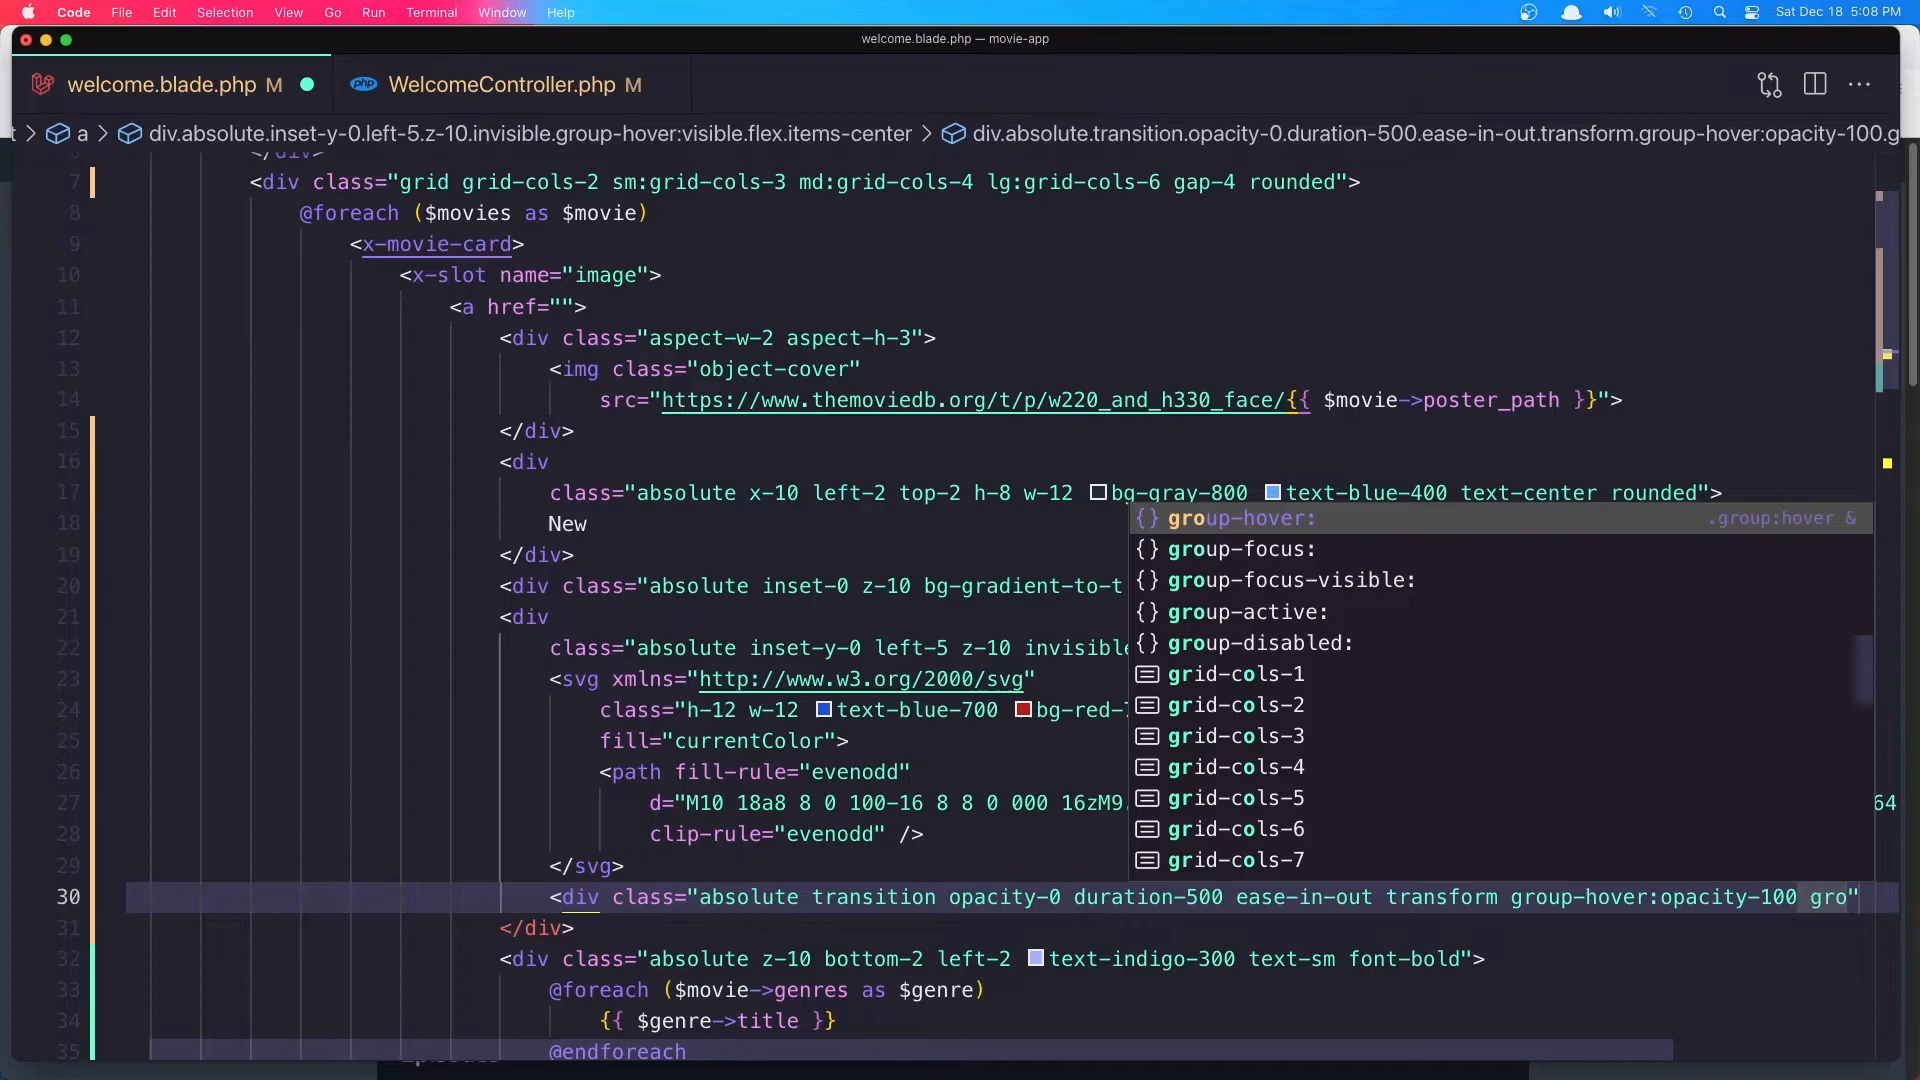 Code File Edit Selection View Go Run Terminal Window Help Sat Dec 18 5:08 PM
welcome.blade.php — movie-app
welcome.blade.php M php WelcomeController.php M
t > a > div.absolute.inset-y-0.left-5.z-10.invisible.group-hover:visible.flex.items-center > div.absolute.transition.opacity-0.duration-500.ease-in-out.transform.group-hover:opacity-100.g
</div>
7 <div class="grid grid-cols-2 sm:grid-cols-3 md:grid-cols-4 lg:grid-cols-6 gap-4 rounded">
8 @foreach ($movies as $movie)
9 <x-movie-card>
10 <x-slot name="image">
11 <a href="">
12 <div class="aspect-w-2 aspect-h-3">
13 <img class="object-cover"
14 src="https://www.themoviedb.org/t/p/w220_and_h330_face/{{ $movie->poster_path }}">
15 </div>
16 <div
17 class="absolute x-10 left-2 top-2 h-8 w-12 bg-gray-800 text-blue-400 text-center rounded">
18 New
19 </div>
20 <div class="absolute inset-0 z-10 bg-gradient-to-t
21 <div
22 class="absolute inset-y-0 left-5 z-10 invisible
23 <svg xmlns="http://www.w3.org/2000/svg"
24 class="h-12 w-12 text-blue-700 bg-red-7
25 fill="currentColor">
26 <path fill-rule="evenodd"
27 d="M10 18a8 8 0 100-16 8 8 0 000 16zM9. 64
28 clip-rule="evenodd" />
29 </svg>
30 <div class="absolute transition opacity-0 duration-500 ease-in-out transform group-hover:opacity-100 gro"
31 </div>
32 <div class="absolute z-10 bottom-2 left-2 text-indigo-300 text-sm font-bold">
33 @foreach ($movie->genres as $genre)
34 {{ $genre->title }}
35 @endforeach
{} group-hover: .group:hover &
{} group-focus:
{} group-focus-visible:
{} group-active:
{} group-disabled:
grid-cols-1
grid-cols-2
grid-cols-3
grid-cols-4
grid-cols-5
grid-cols-6
grid-cols-7